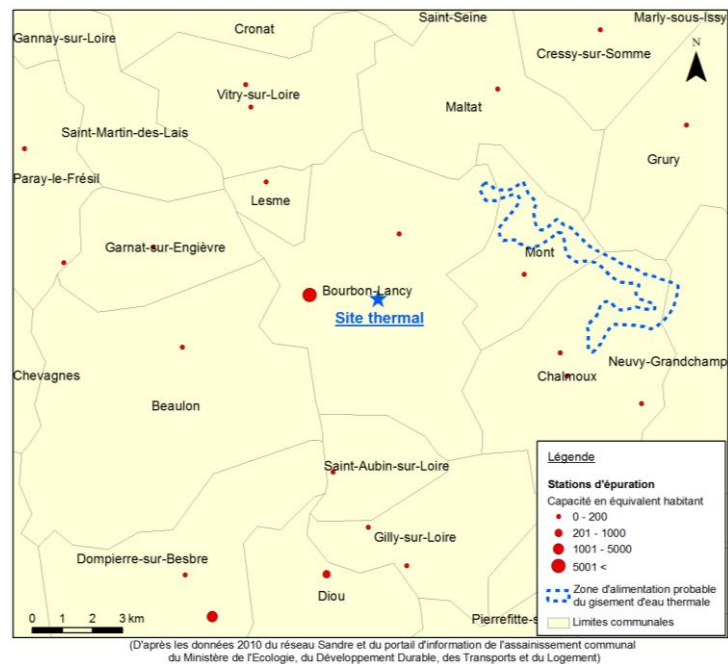 Saint-Seine
Marly-sous-Issy
Gannay-sur-Loire
Cronat
Cressy-sur-Somme
N
Vitry-sur-Loire
Maltat
Saint-Martin-des-Lais
Grury
Paray-le-Frésil
Lesme
Garnat-sur-Engièvre
Mont
Bourbon-Lancy
Site thermal
Neuvy-Grandchamp
Chevagnes
Chalmoux
Beaulon
Saint-Aubin-sur-Loire
Gilly-sur-Loire
Dompierre-sur-Besbre
Diou
Pierrefitte-s
Légende
Stations d'épuration
Capacité en équivalent habitant
0 - 200
201 - 1000
1001 - 5000
5001 <
Zone d'alimentation probable
du gisement d'eau thermale
Limites communales
0 1 2 3 km
(D'après les données 2010 du réseau Sandre et du portail d'information de l'assainissement communal
du Ministère de l'Ecologie, du Développement Durable, des Transports et du Logement)